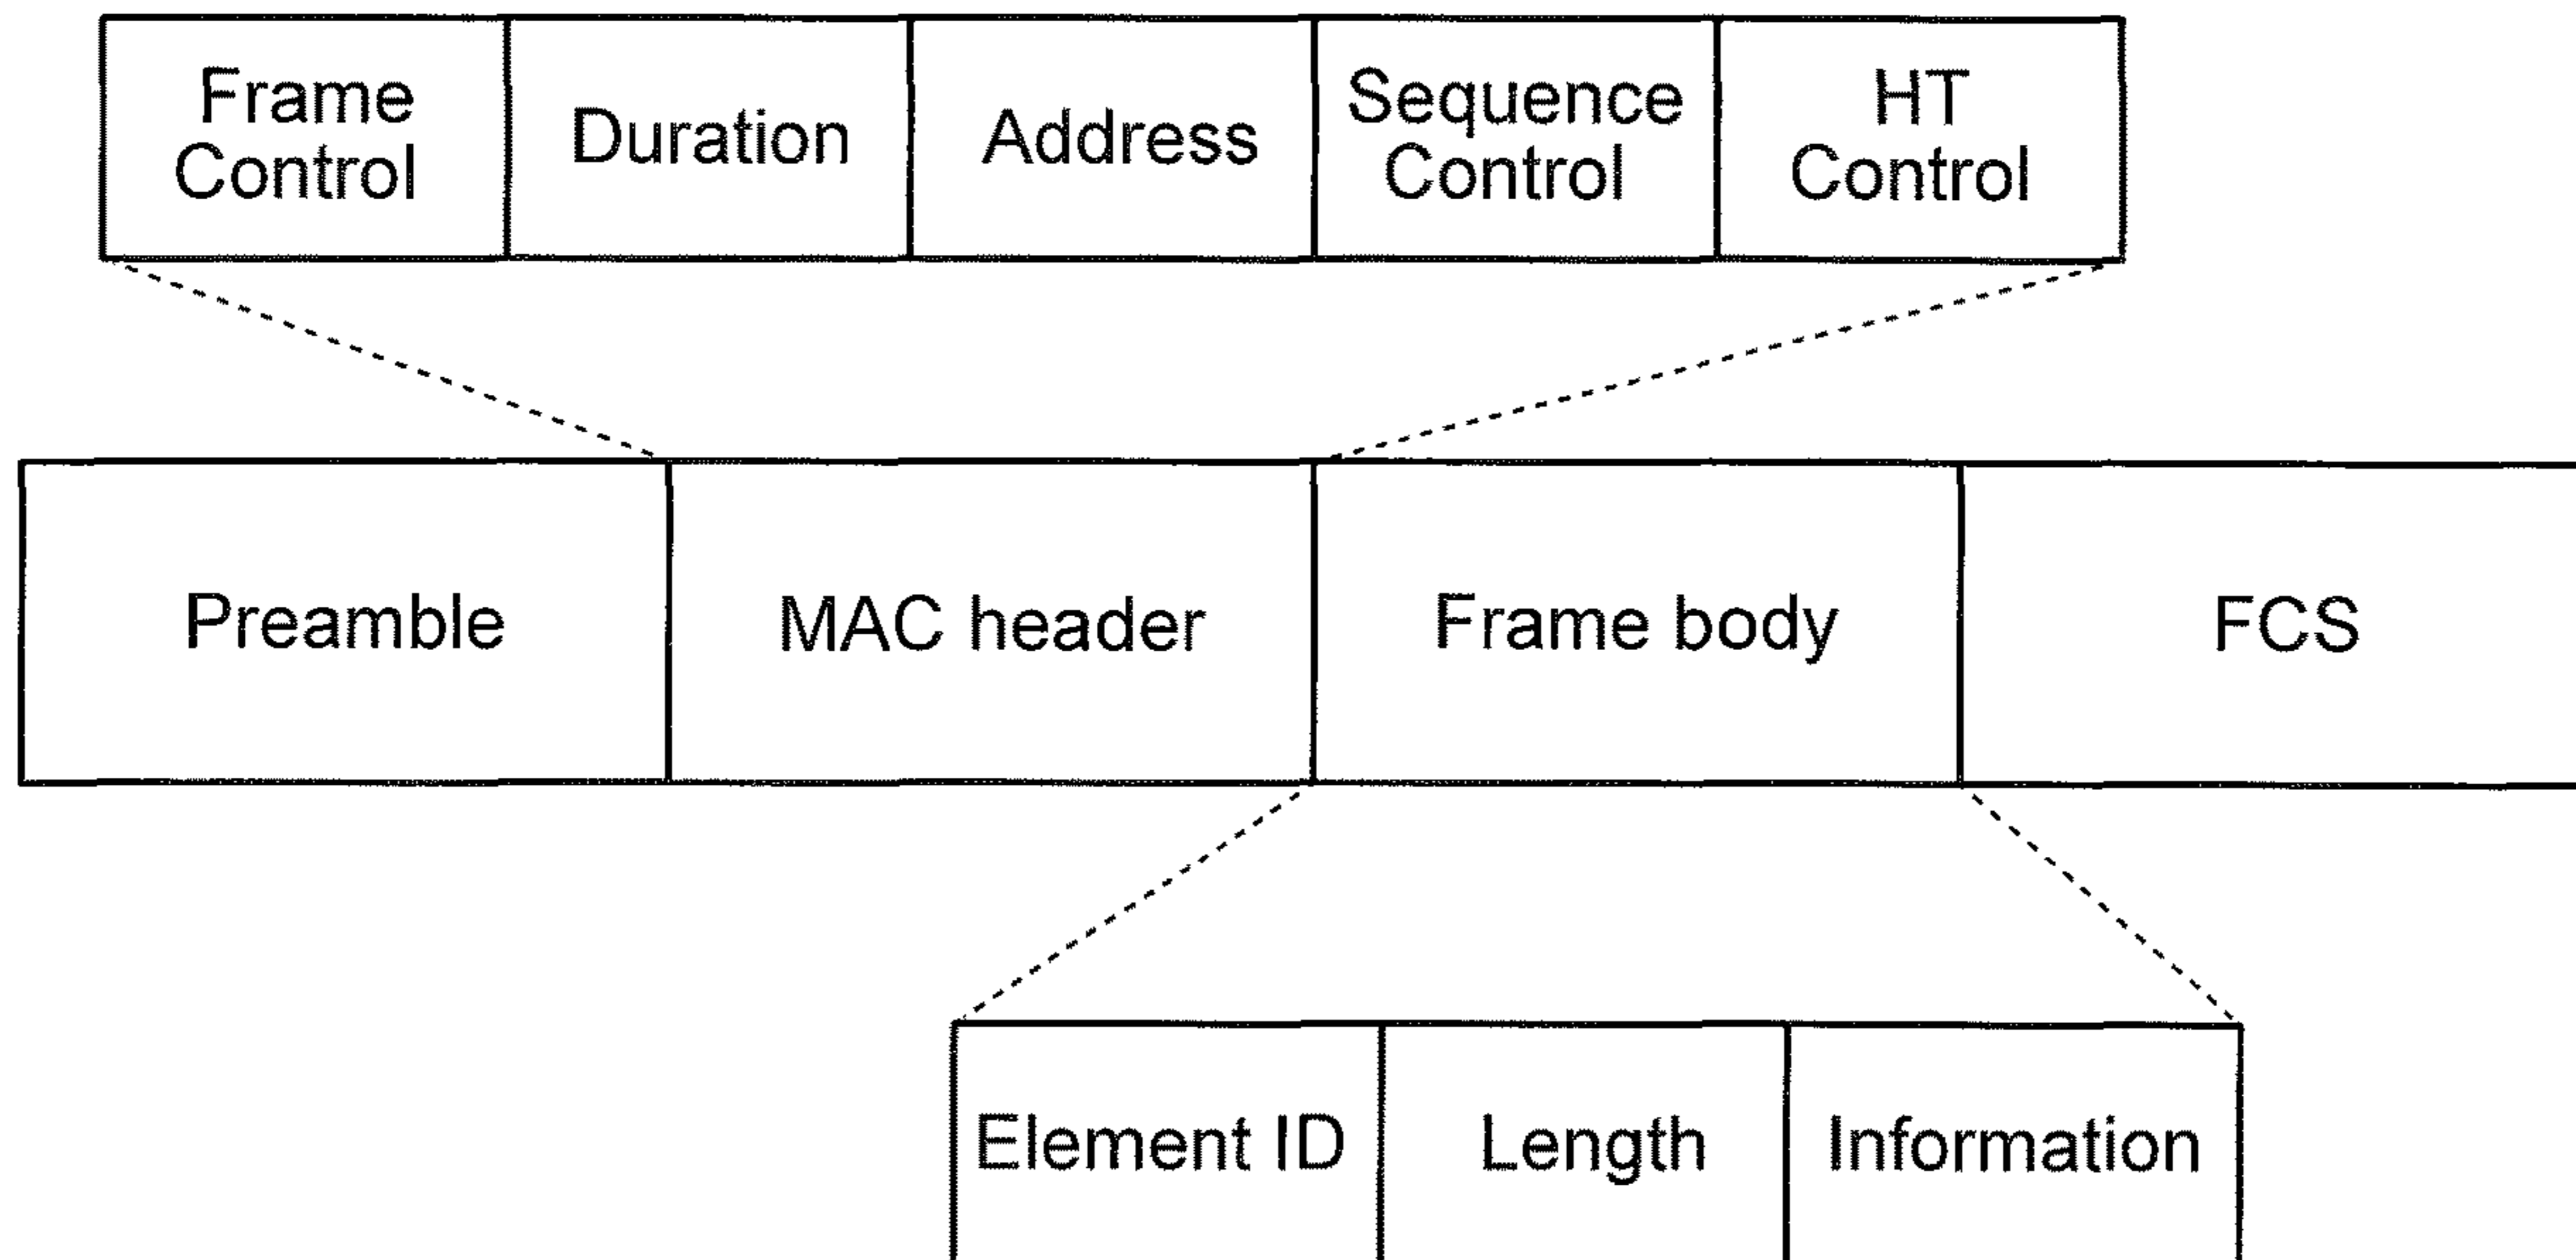 Frame
Control
Duration
Address
Sequence
Control
HT
Control
Preamble
MAC header
Frame body
FCS
Element ID
Length
Information